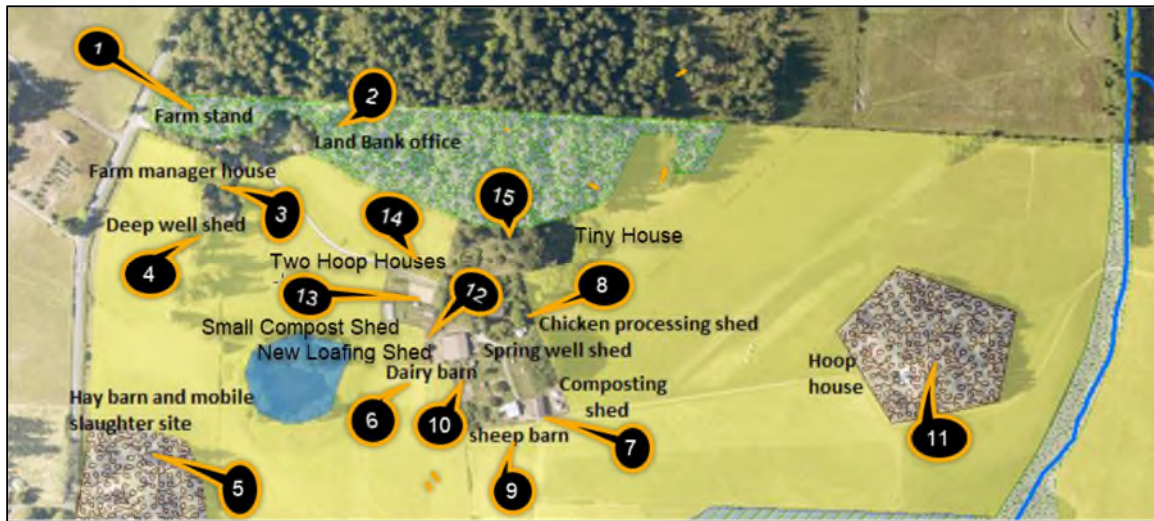 1
Farm stand
2
Land Bank office
Farm manager house
3
Deep well shed
4
14
15
Tiny House
Two Hoop Houses
13
12
8
Small Compost Shed
Chicken processing shed
New Loafing Shed
Spring well shed
Dairy barn
6
10
Composting
shed
7
Hoop
house
11
Hay barn and mobile
slaughter site
5
sheep barn
9